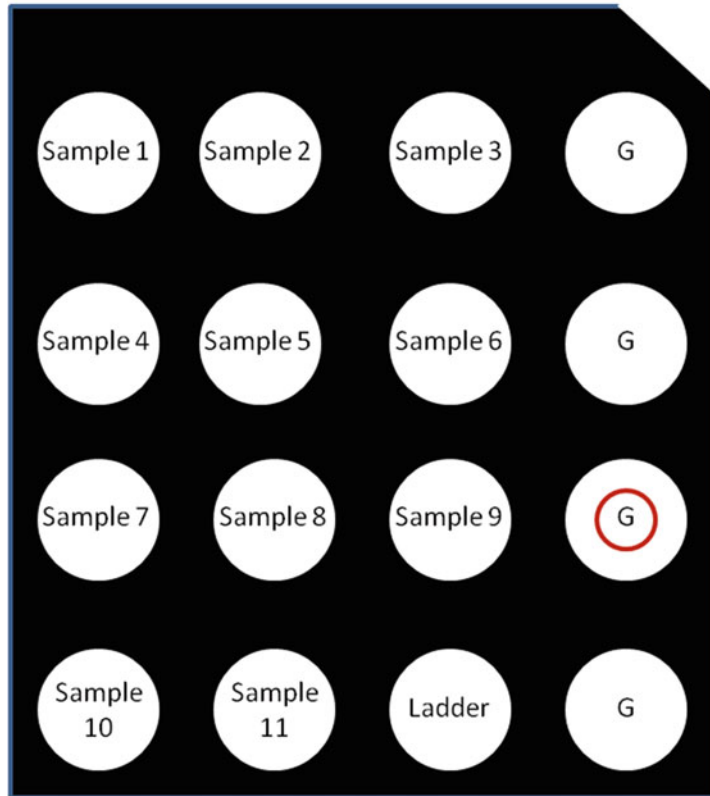 Sample 1
Sample 2
Sample 3
G
Sample 4
Sample 5
Sample 6
G
Sample 7
Sample 8
Sample 9
G
Sample
10
Sample
11
Ladder
G